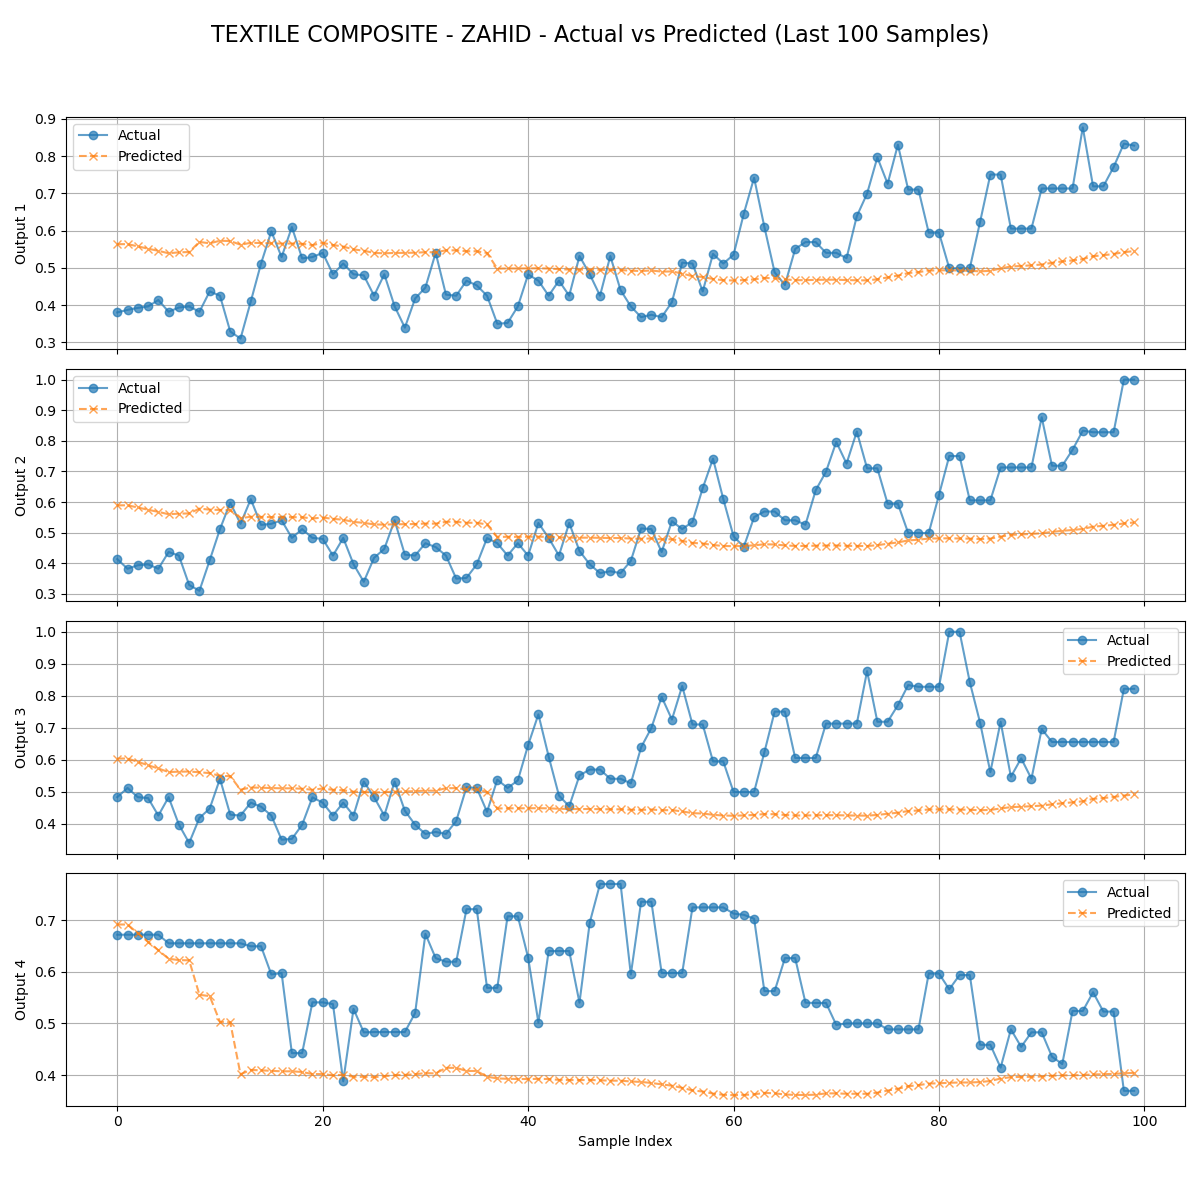 TEXTILE COMPOSITE - ZAHID - Actual vs Predicted (Last 100 Samples)
0.9
0.8
0.7
0.6
0.5
0.4
0.3
Output 1
Actual
Predicted
1.0
0.9
0.8
0.7
0.6
0.5
0.4
0.3
Output 2
Actual
Predicted
1.0
0.9
0.8
0.7
0.6
0.5
0.4
Output 3
Actual
Predicted
0.7
0.6
0.5
0.4
Output 4
Actual
Predicted
0 20 40 60 80 100
Sample Index